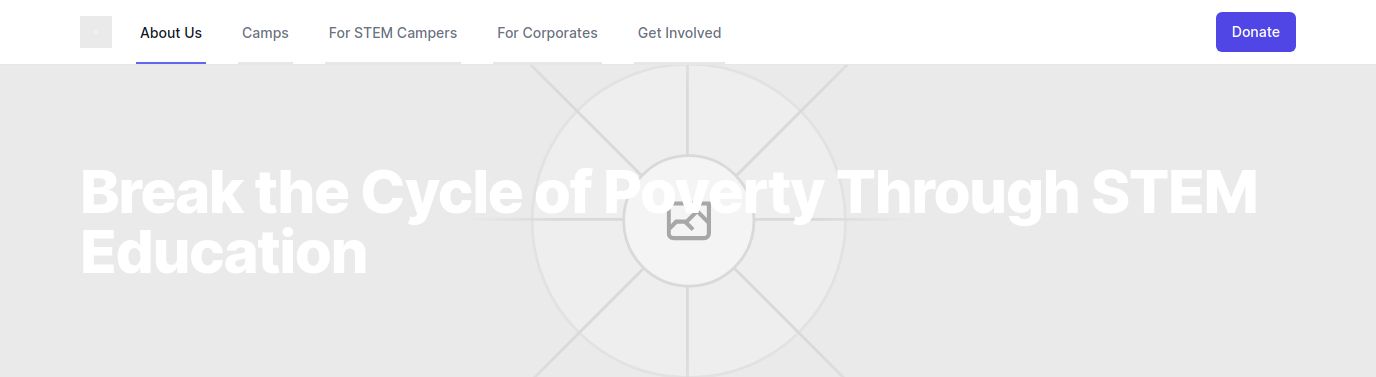 About Us
Camps
For STEM Campers
For Corporates
Get Involved
Donate
Break the Cycle of Poverty Through STEM
Education